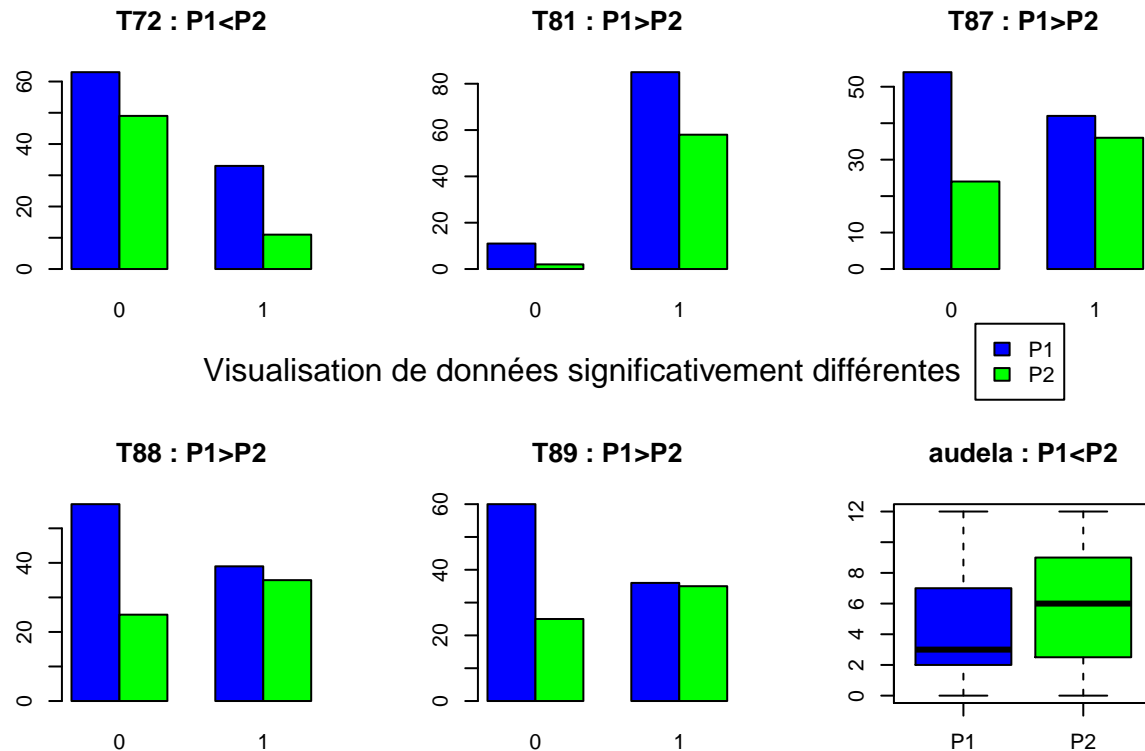 T72 : P1<P2
T81 : P1>P2
T87 : P1>P2
0 20 40 60
0 1
0 20 40 60 80
0 1
0 10 30 50
0 1
Visualisation de données significativement différentes
P1
P2
T88 : P1>P2
T89 : P1>P2
audela : P1<P2
0 20 40
0 1
0 20 40 60
0 1
0 2 4 6 8 12
P1 P2